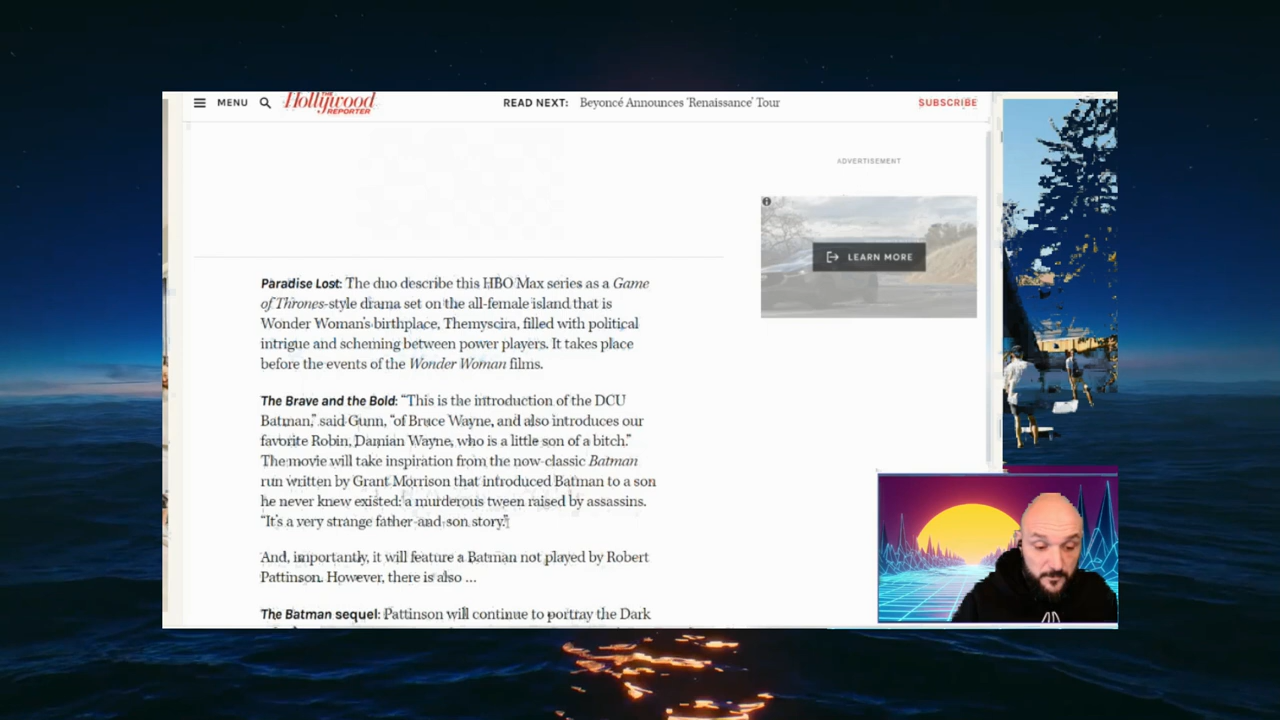 MENU
THE
Hollywood
REPORTER
READ NEXT: Beyoncé Announces 'Renaissance' Tour
SUBSCRIBE
ADVERTISEMENT
LEARN MORE
Paradise Lost: The duo describe this HBO Max series as a Game
of Thrones-style drama set on the all-female island that is
Wonder Woman's birthplace, Themyscira, filled with political
intrigue and scheming between power players. It takes place
before the events of the Wonder Woman films.
The Brave and the Bold: “This is the introduction of the DCU
Batman,” said Gunn, “of Bruce Wayne, and also introduces our
favorite Robin, Damian Wayne, who is a little son of a bitch.”
The movie will take inspiration from the now-classic Batman
run written by Grant Morrison that introduced Batman to a son
he never knew existed: a murderous tween raised by assassins.
“It's a very strange father-and-son story.”
And, importantly, it will feature a Batman not played by Robert
Pattinson. However, there is also ...
The Batman sequel: Pattinson will continue to portray the Dark